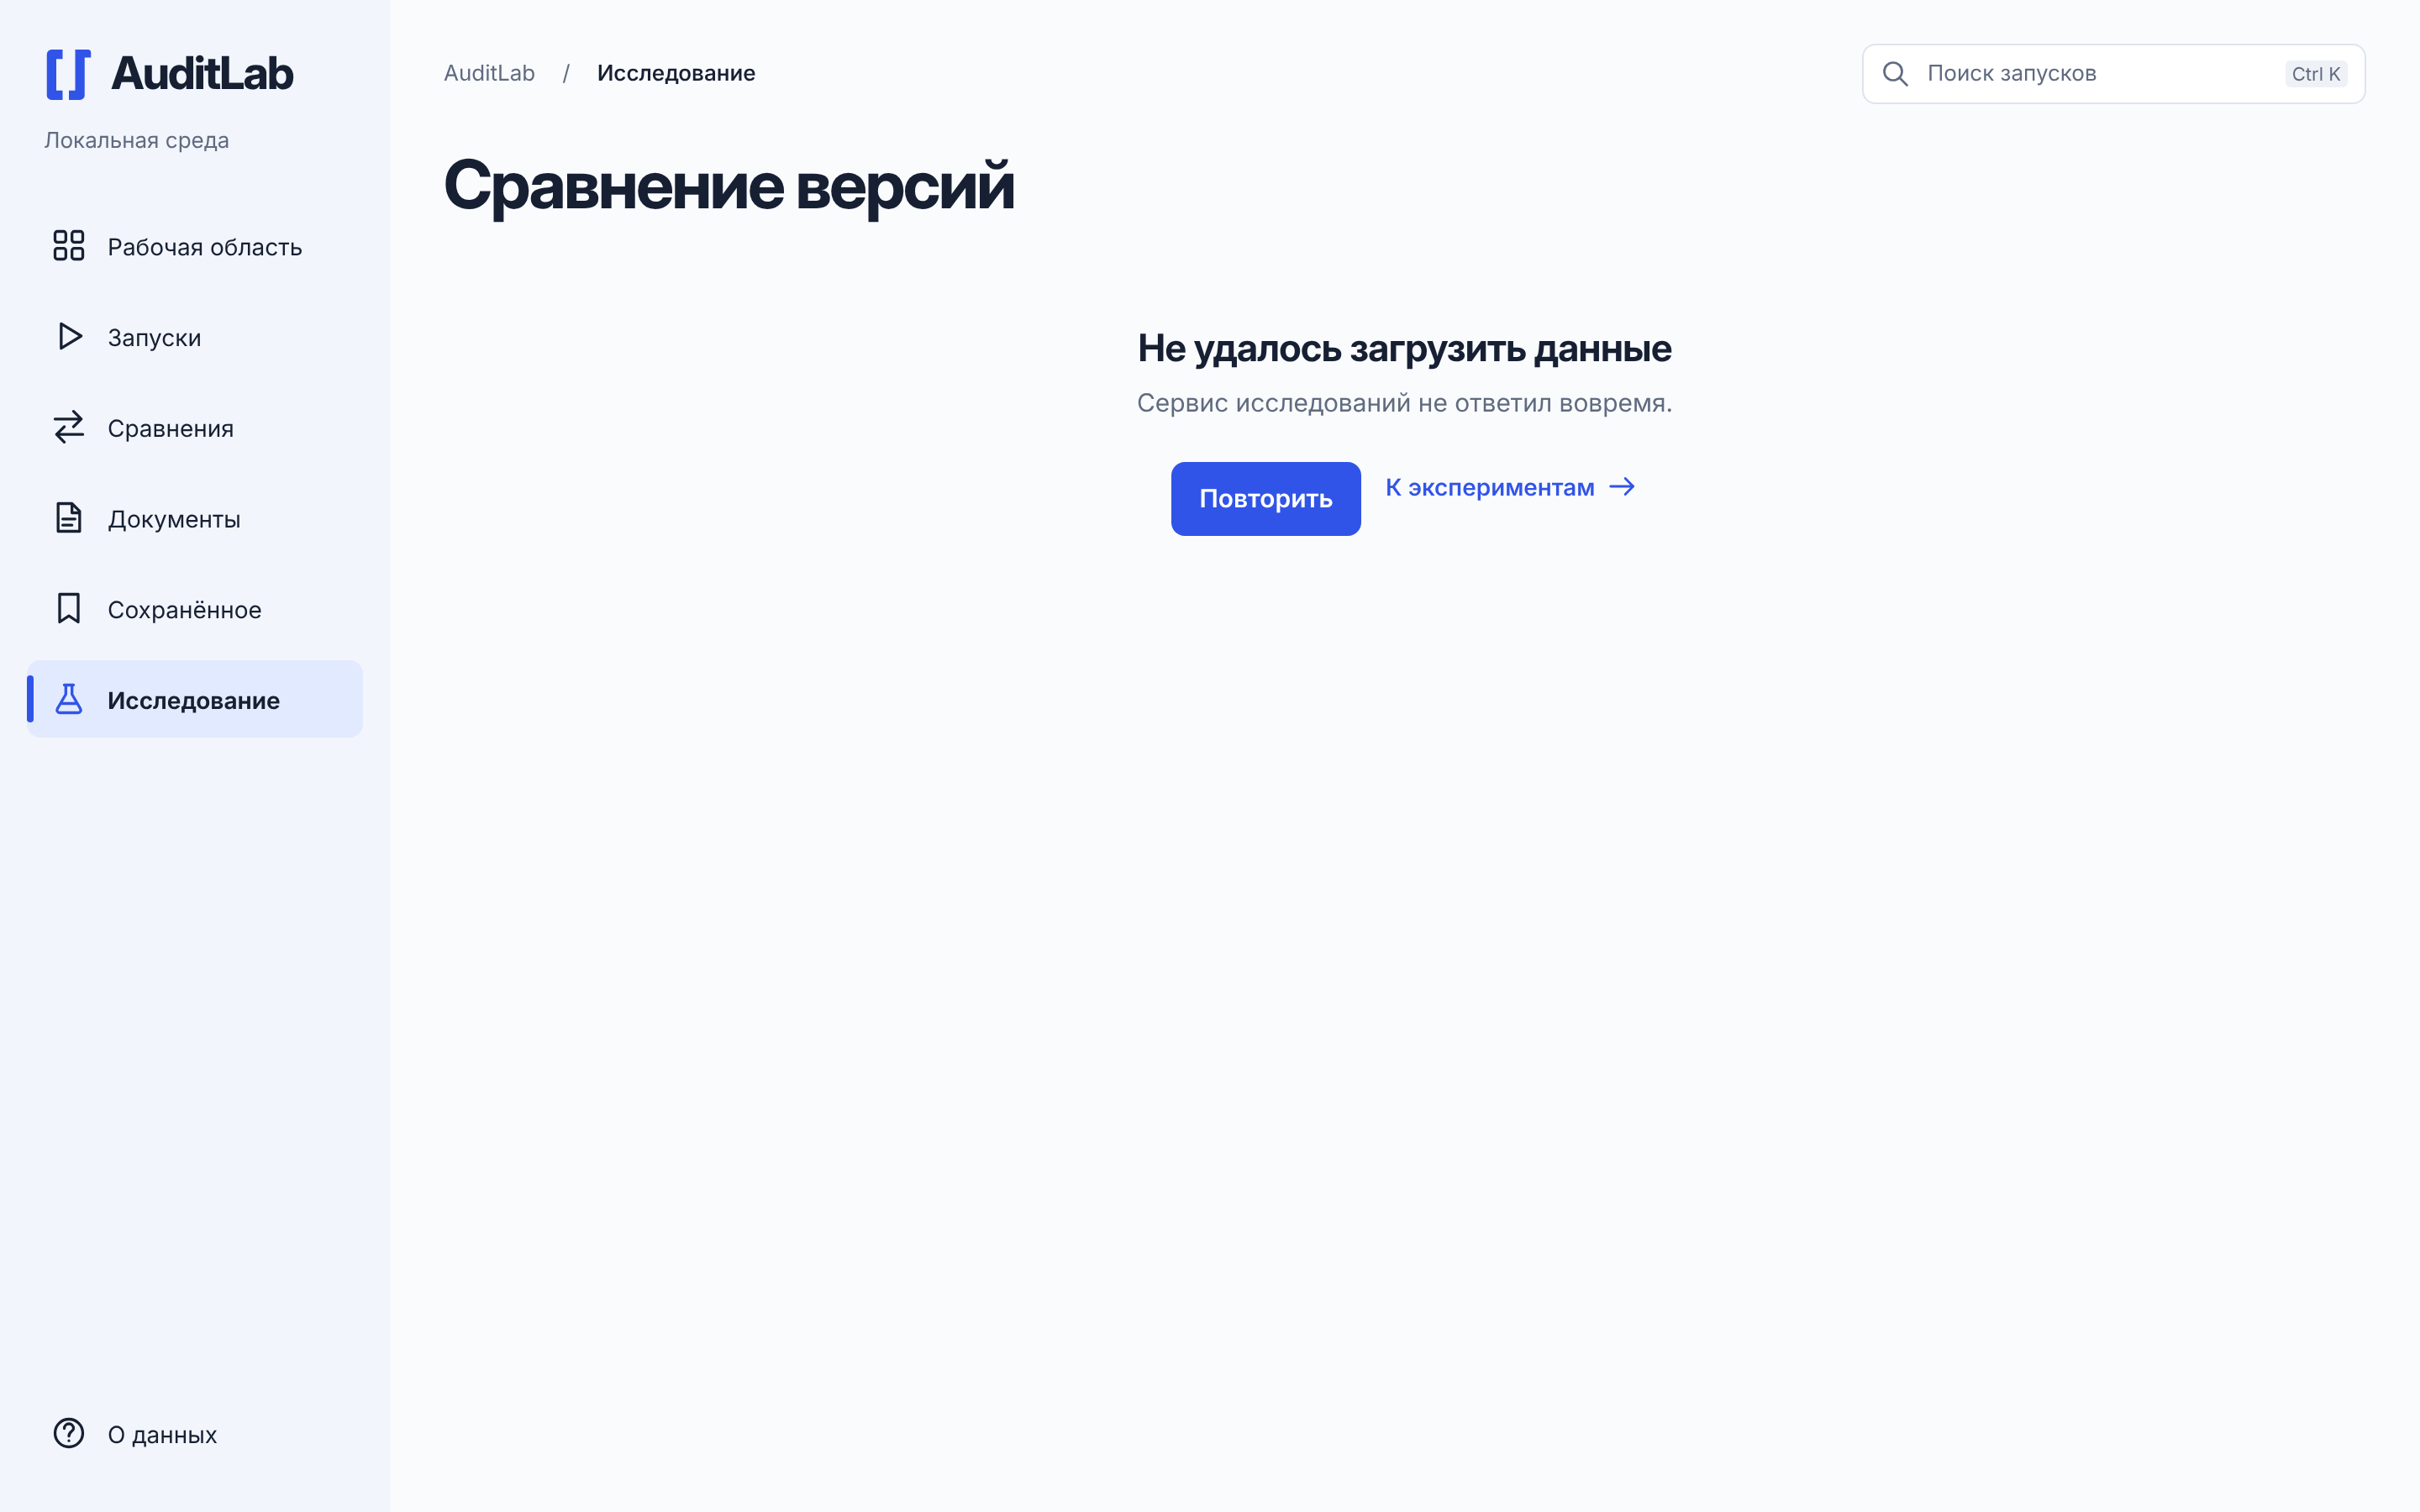 AuditLab
Локальная среда
Рабочая область
Запуски
Сравнения
Документы
Сохранённое
Исследование
О данных
AuditLab / Исследование
Поиск запусков Ctrl K
Сравнение версий
Не удалось загрузить данные
Сервис исследований не ответил вовремя.
Повторить К экспериментам →